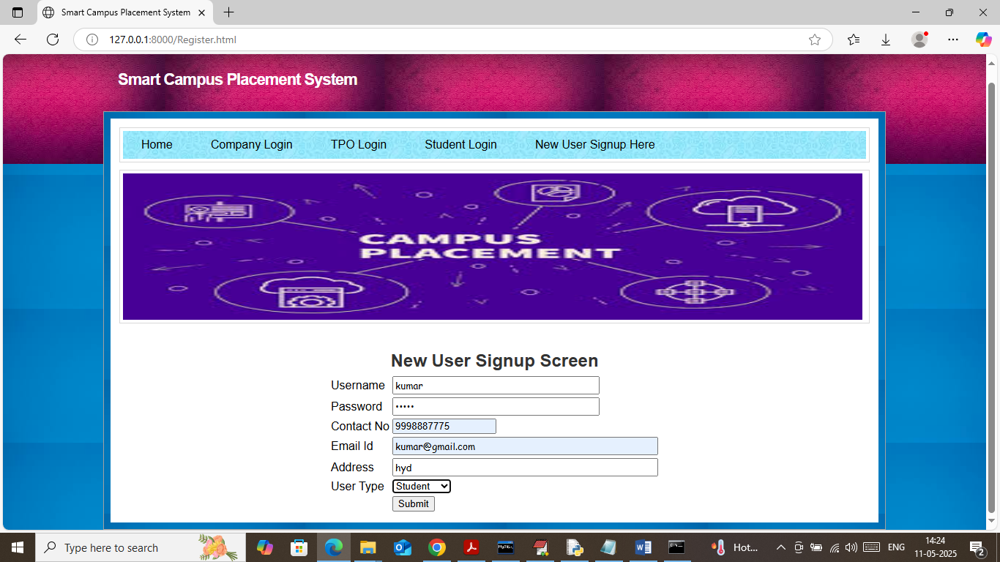 Smart Campus Placement System
127.0.0.1:8000/Register.html
Smart Campus Placement System
Home Company Login TPO Login Student Login New User Signup Here
CAMPUS
PLACEMENT
New User Signup Screen
Username kumar
Password •••••
Contact No 9998887775
Email Id kumar@gmail.com
Address hyd
User Type Student
Submit
Type here to search
Hot...
ENG
14:24
11-05-2025
2